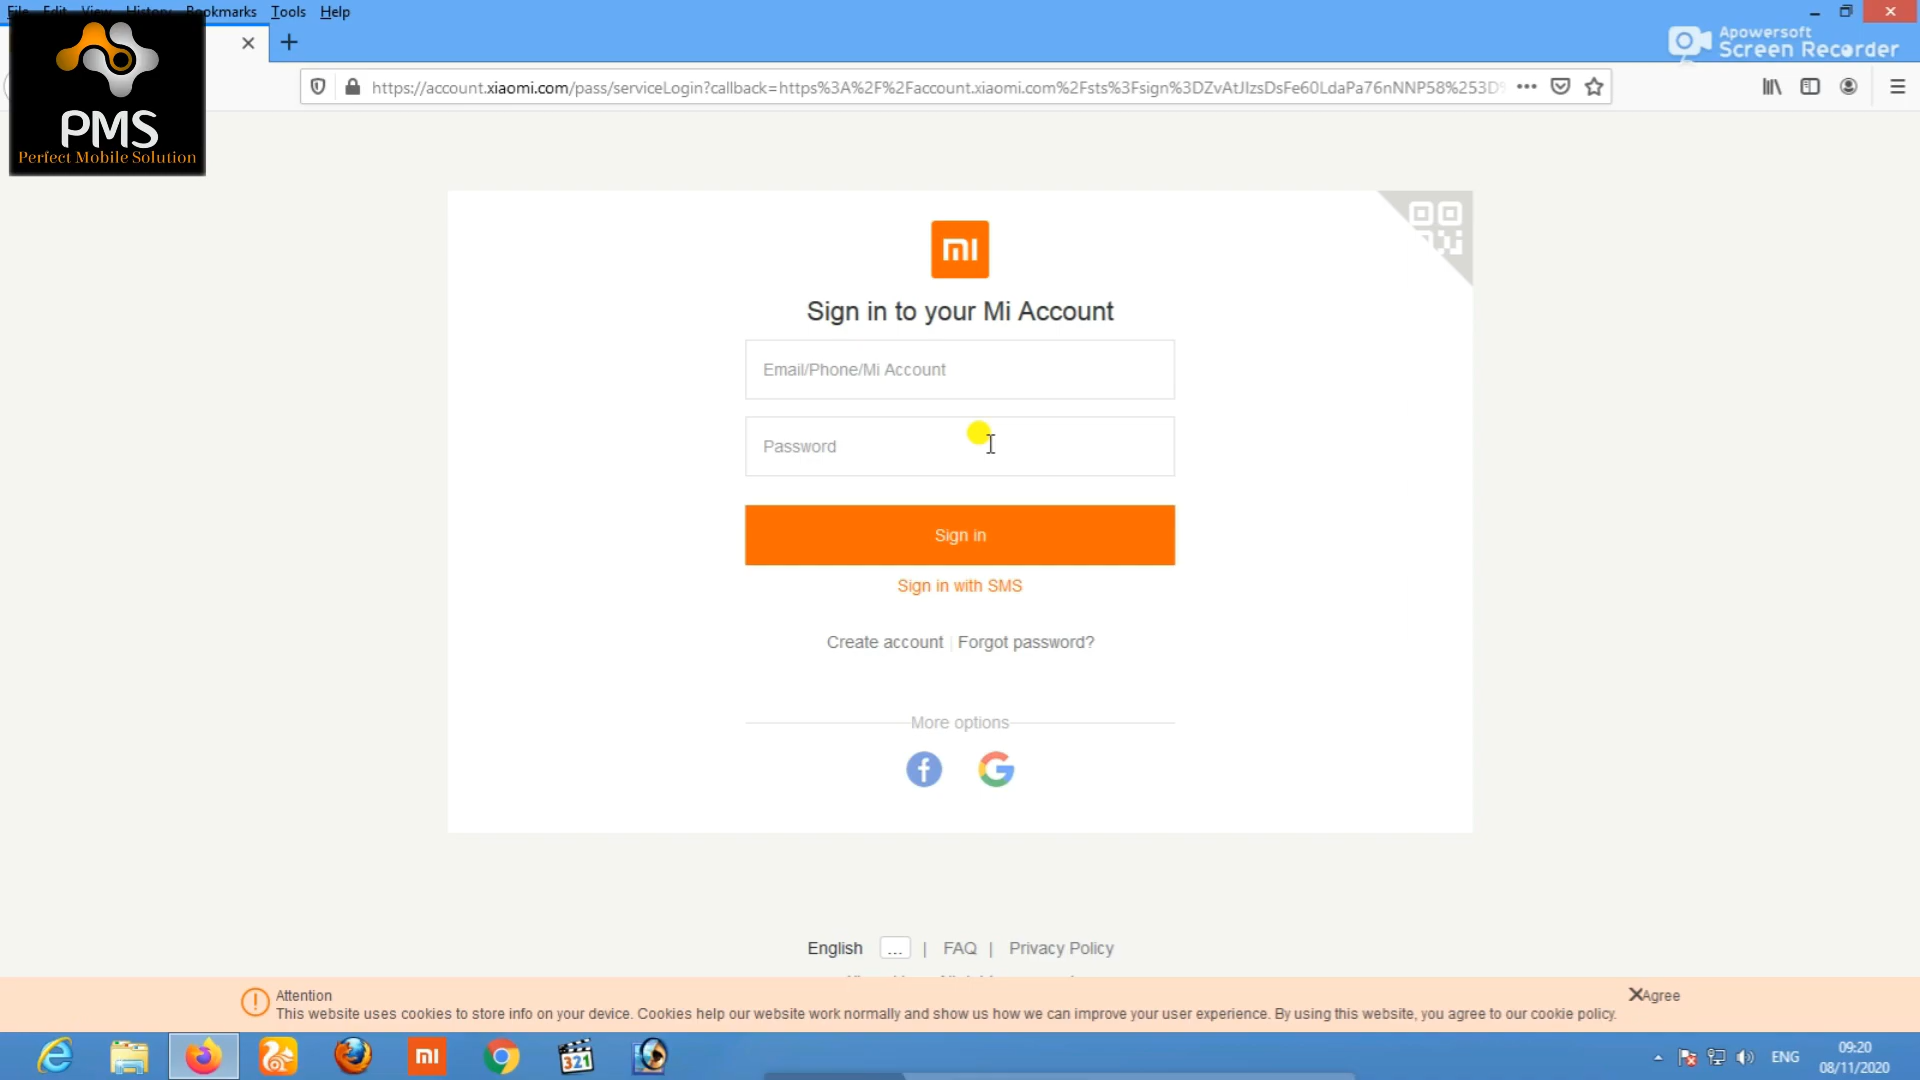 File Edit View History Bookmarks Tools Help
Apowersoft
Screen Recorder
https://account.xiaomi.com/pass/serviceLogin?callback=https%3A%2F%2Faccount.xiaomi.com%2Fsts%3Fsign%3DZvAtJIzsDsFe60LdaPa76nNNP58%253D%
PMS
Perfect Mobile Solution
mi
Sign in to your Mi Account
Email/Phone/Mi Account
Password
Sign in
Sign in with SMS
Create account | Forgot password?
More options
English ... | FAQ | Privacy Policy
Attention
Agree
This website uses cookies to store info on your device. Cookies help our website work normally and show us how we can improve your user experience. By using this website, you agree to our cookie policy.
mi
321
ENG
09:20
08/11/2020